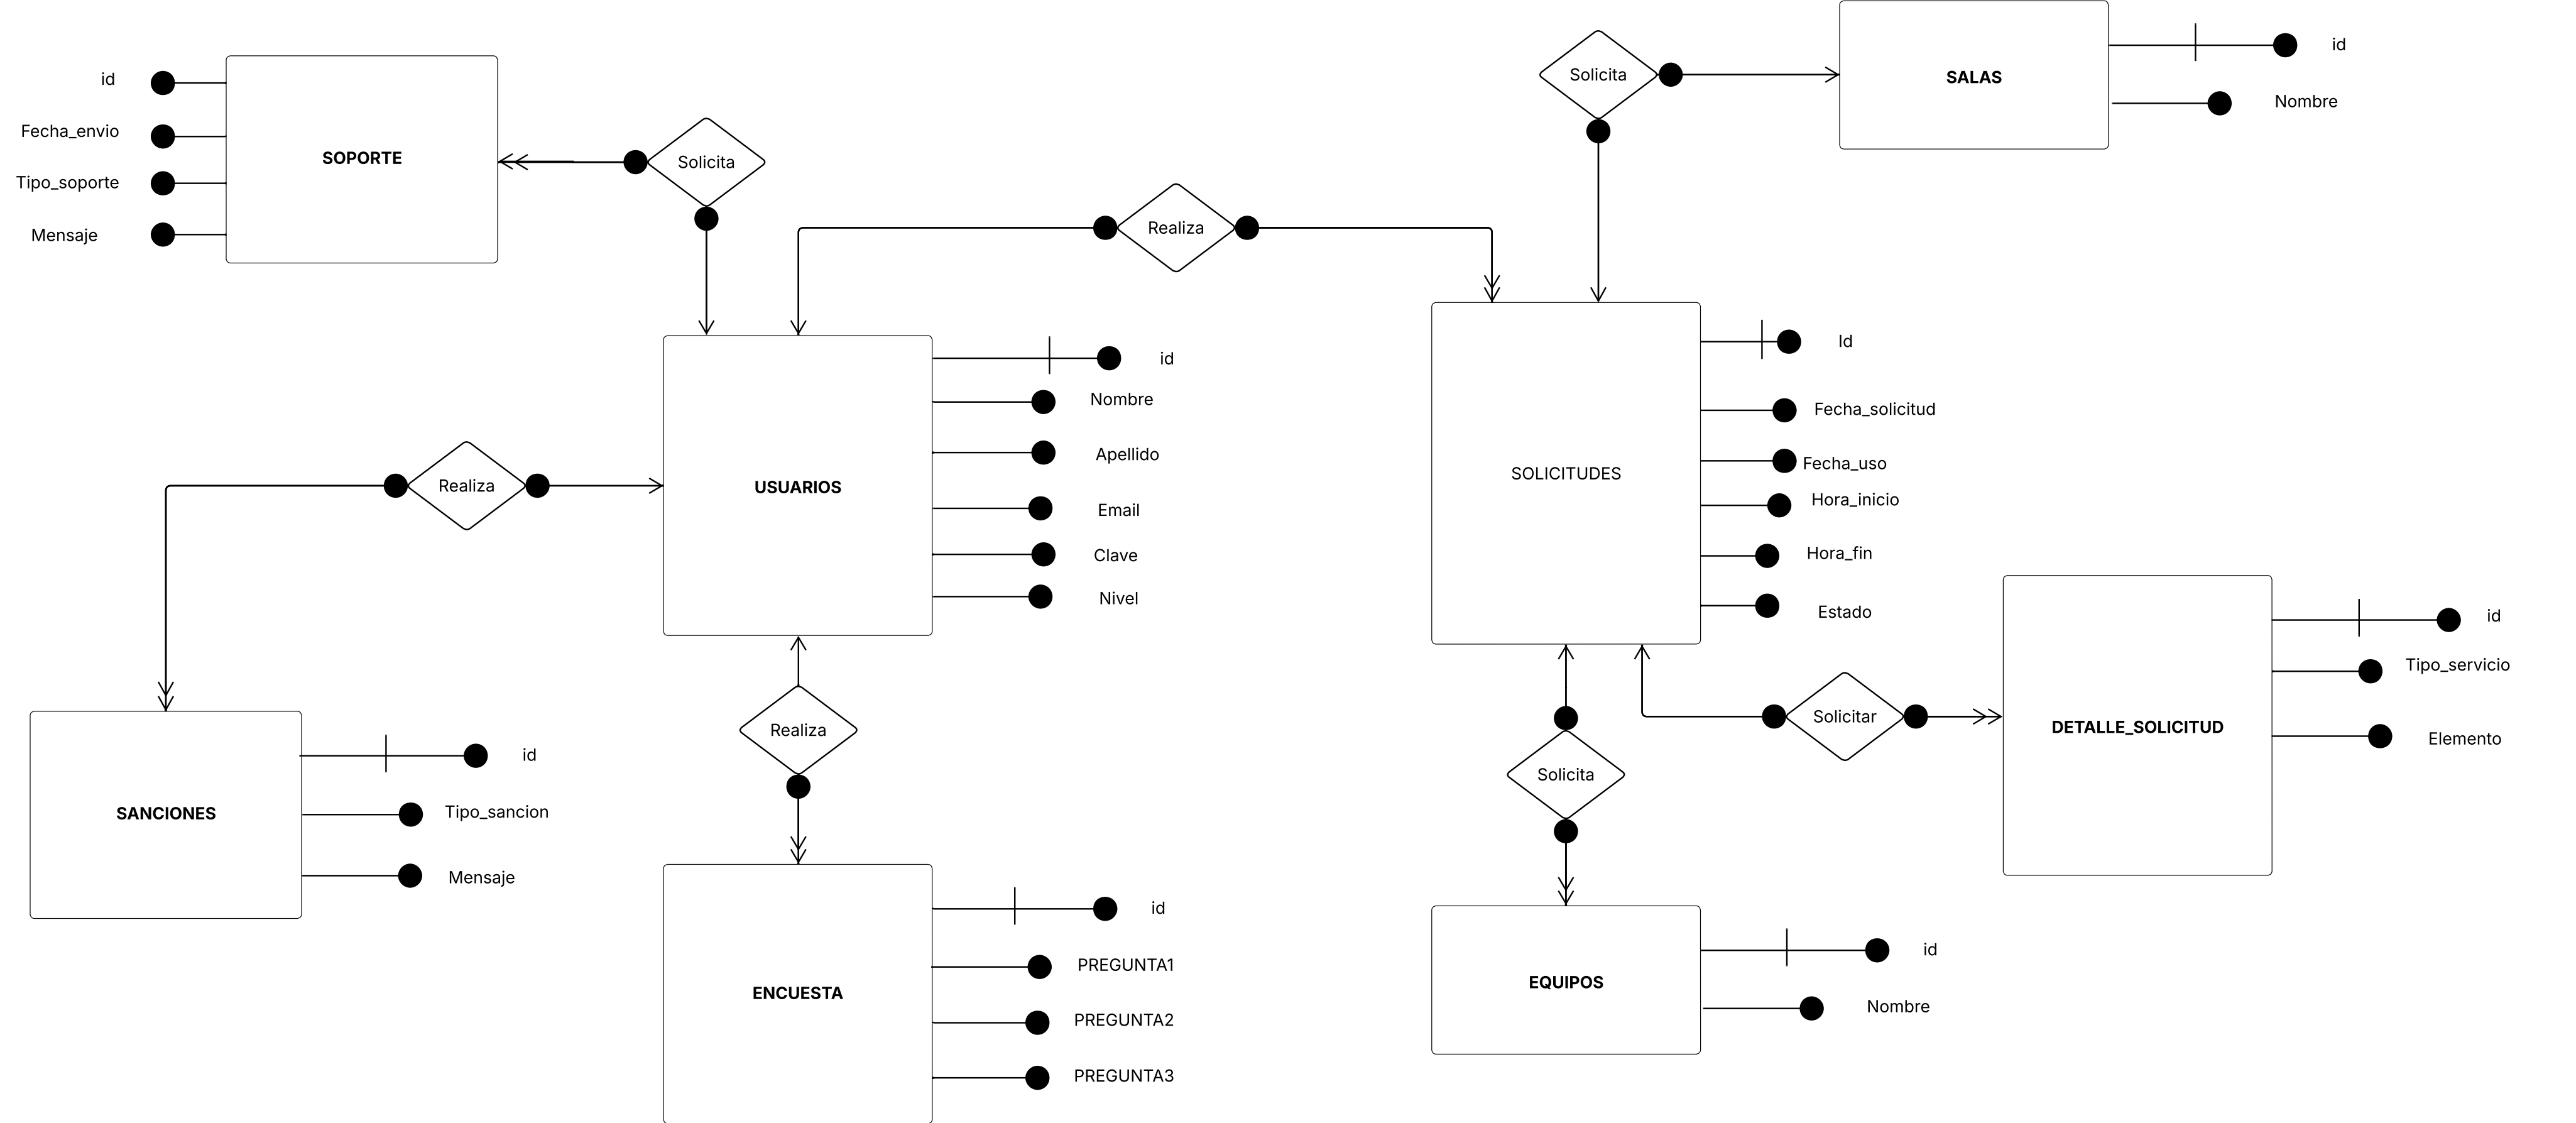 id
Fecha_envio
Tipo_soporte
Mensaje
SOPORTE
Solicita
Realiza
Solicita
SALAS
id
Nombre
USUARIOS
id
Nombre
Apellido
Email
Clave
Nivel
SOLICITUDES
Id
Fecha_solicitud
Fecha_uso
Hora_inicio
Hora_fin
Estado
Realiza
SANCIONES
id
Tipo_sancion
Mensaje
Realiza
ENCUESTA
id
PREGUNTA1
PREGUNTA2
PREGUNTA3
Solicita
Solicitar
DETALLE_SOLICITUD
id
Tipo_servicio
Elemento
EQUIPOS
id
Nombre